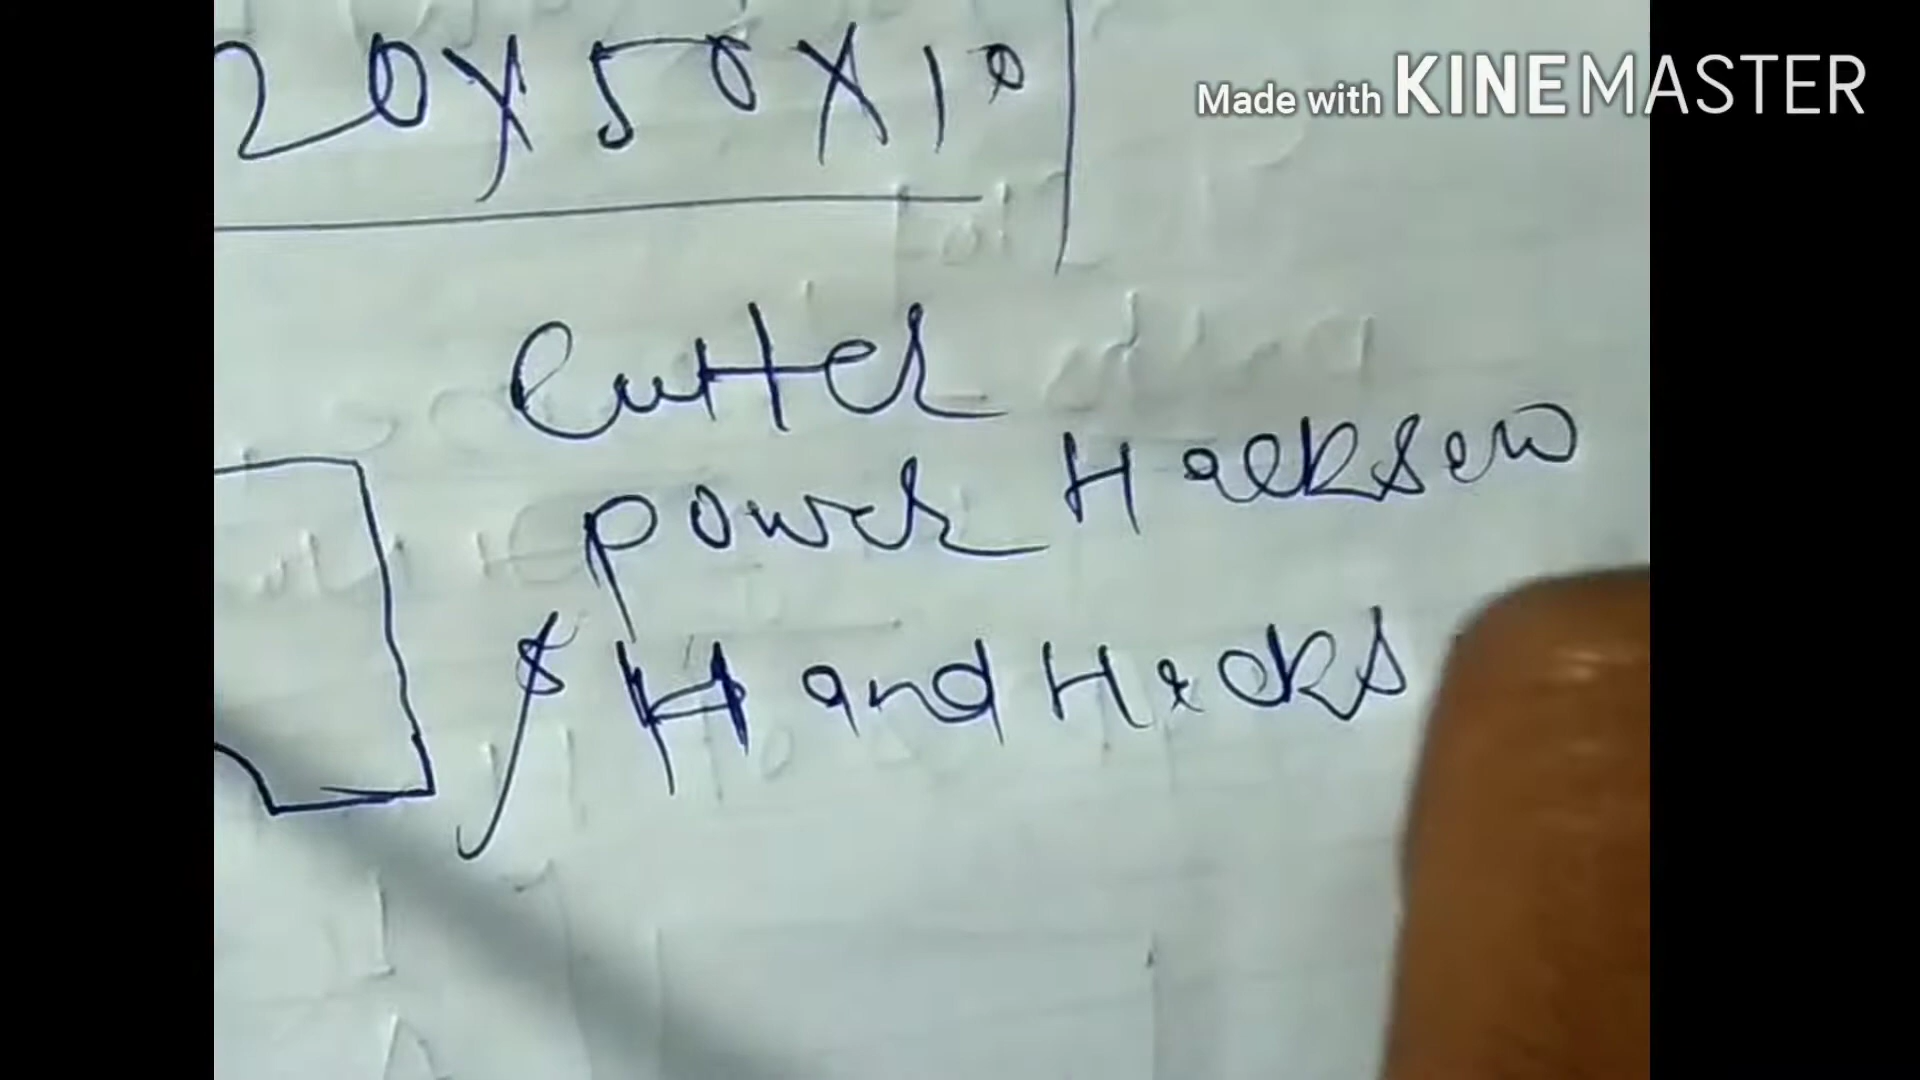 20X50X10
Made with KINEMASTER
Cutter
power Hacksaw
$ Hand Hacks